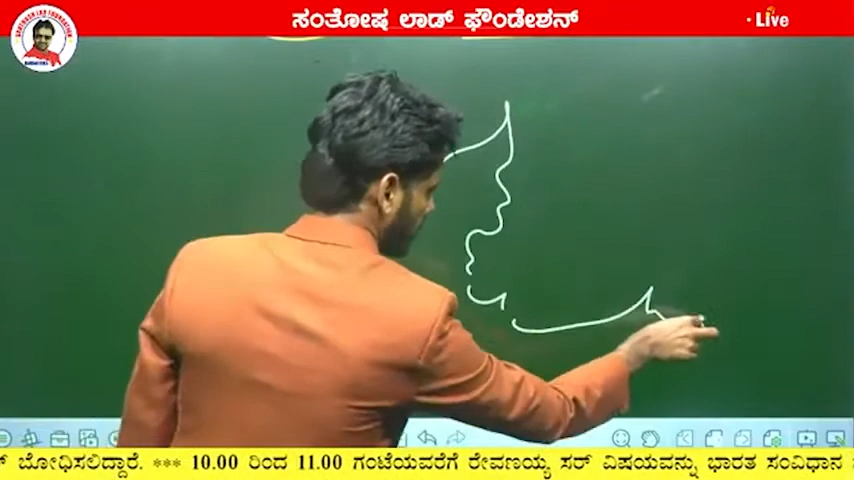 ಸಂತೋಷ ಲಾಡ್ ಫೌಂಡೇಶನ್
Live
ಬೋಧಿಸಲಿದ್ದಾರೆ. *** 10.00 ರಿಂದ 11.00 ಗಂಟೆಯವರೆಗೆ ರೇವಣಯ್ಯ ಸರ್ ವಿಷಯವನ್ನು ಭಾರತ ಸಂವಿಧಾನ